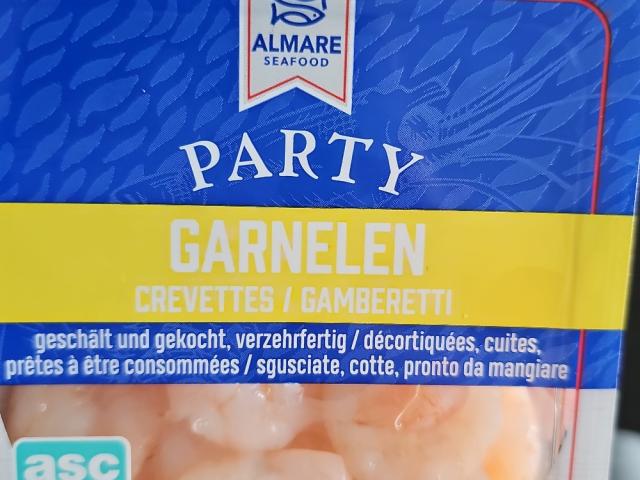 ALMARE
SEAFOOD
PARTY
GARNELEN
CREVETTES / GAMBERETTI
geschält und gekocht, verzehrfertig / décortiquées, cuites,
prêtes à être consommées / sgusciate, cotte, pronto da mangiare
asc